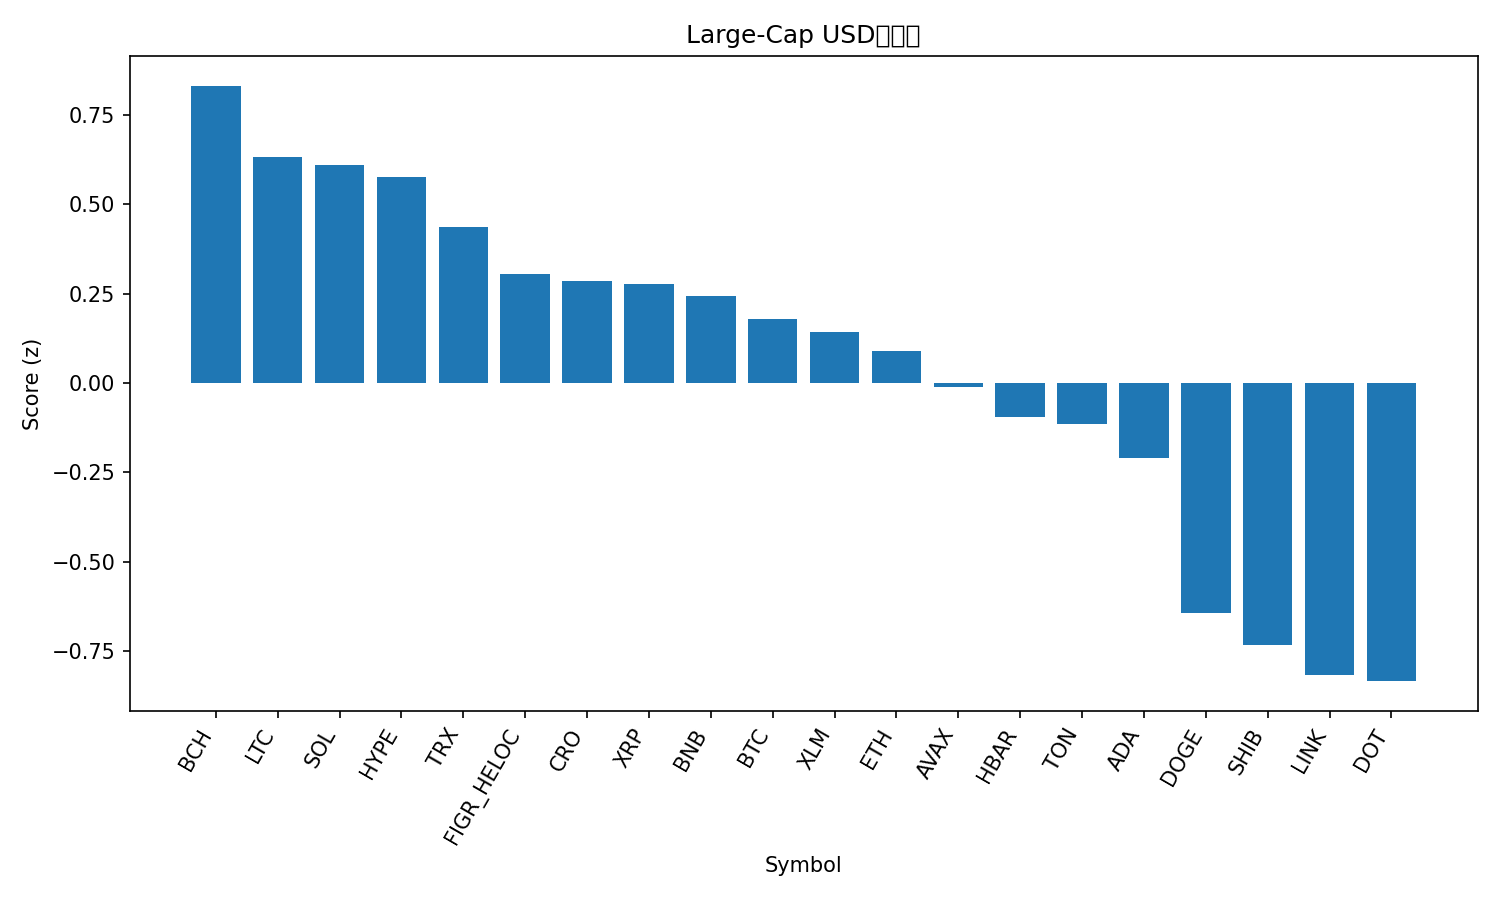 Large-Cap USD
0.75
0.50
0.25
0.00
−0.25
−0.50
−0.75
Score (z)
BCH
LTC
SOL
HYPE
TRX
FIGR_HELOC
CRO
XRP
BNB
BTC
XLM
ETH
AVAX
HBAR
TON
ADA
DOGE
SHIB
LINK
DOT
Symbol